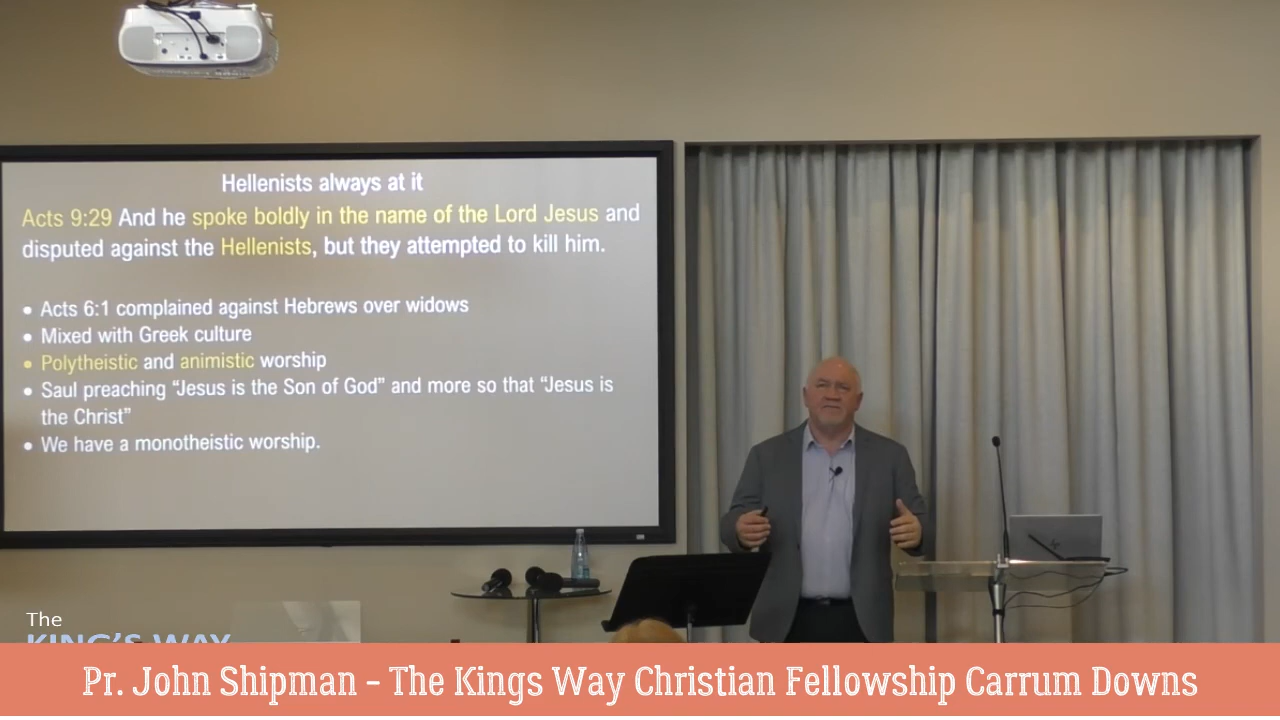 Hellenists always at it
Acts 9:29 And he spoke boldly in the name of the Lord Jesus and
disputed against the Hellenists, but they attempted to kill him.
• Acts 6:1 complained against Hebrews over widows
• Mixed with Greek culture
• Polytheistic and animistic worship
• Saul preaching “Jesus is the Son of God” and more so that “Jesus is
the Christ”
• We have a monotheistic worship.
The
KING'S WAY
Pr. John Shipman – The Kings Way Christian Fellowship Carrum Downs